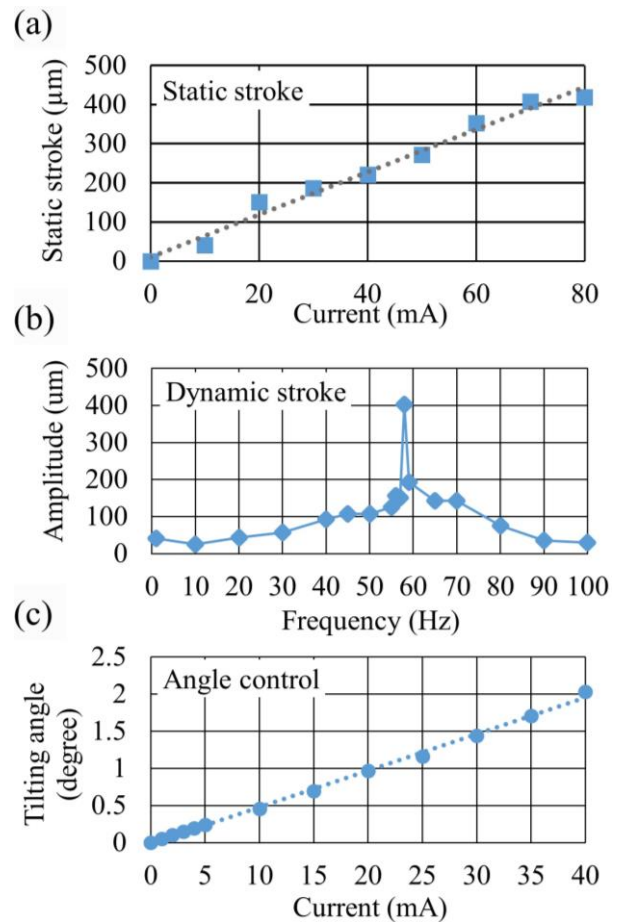 (a)
500
400
300
200
100
0
Static stroke (μm)
Static stroke
0 20 40 60 80
Current (mA)
(b)
500
400
300
200
100
0
Amplitude (um)
Dynamic stroke
0 10 20 30 40 50 60 70 80 90 100
Frequency (Hz)
(c)
2.5
2
1.5
1
0.5
0
Tilting angle
(degree)
Angle control
0 5 10 15 20 25 30 35 40
Current (mA)